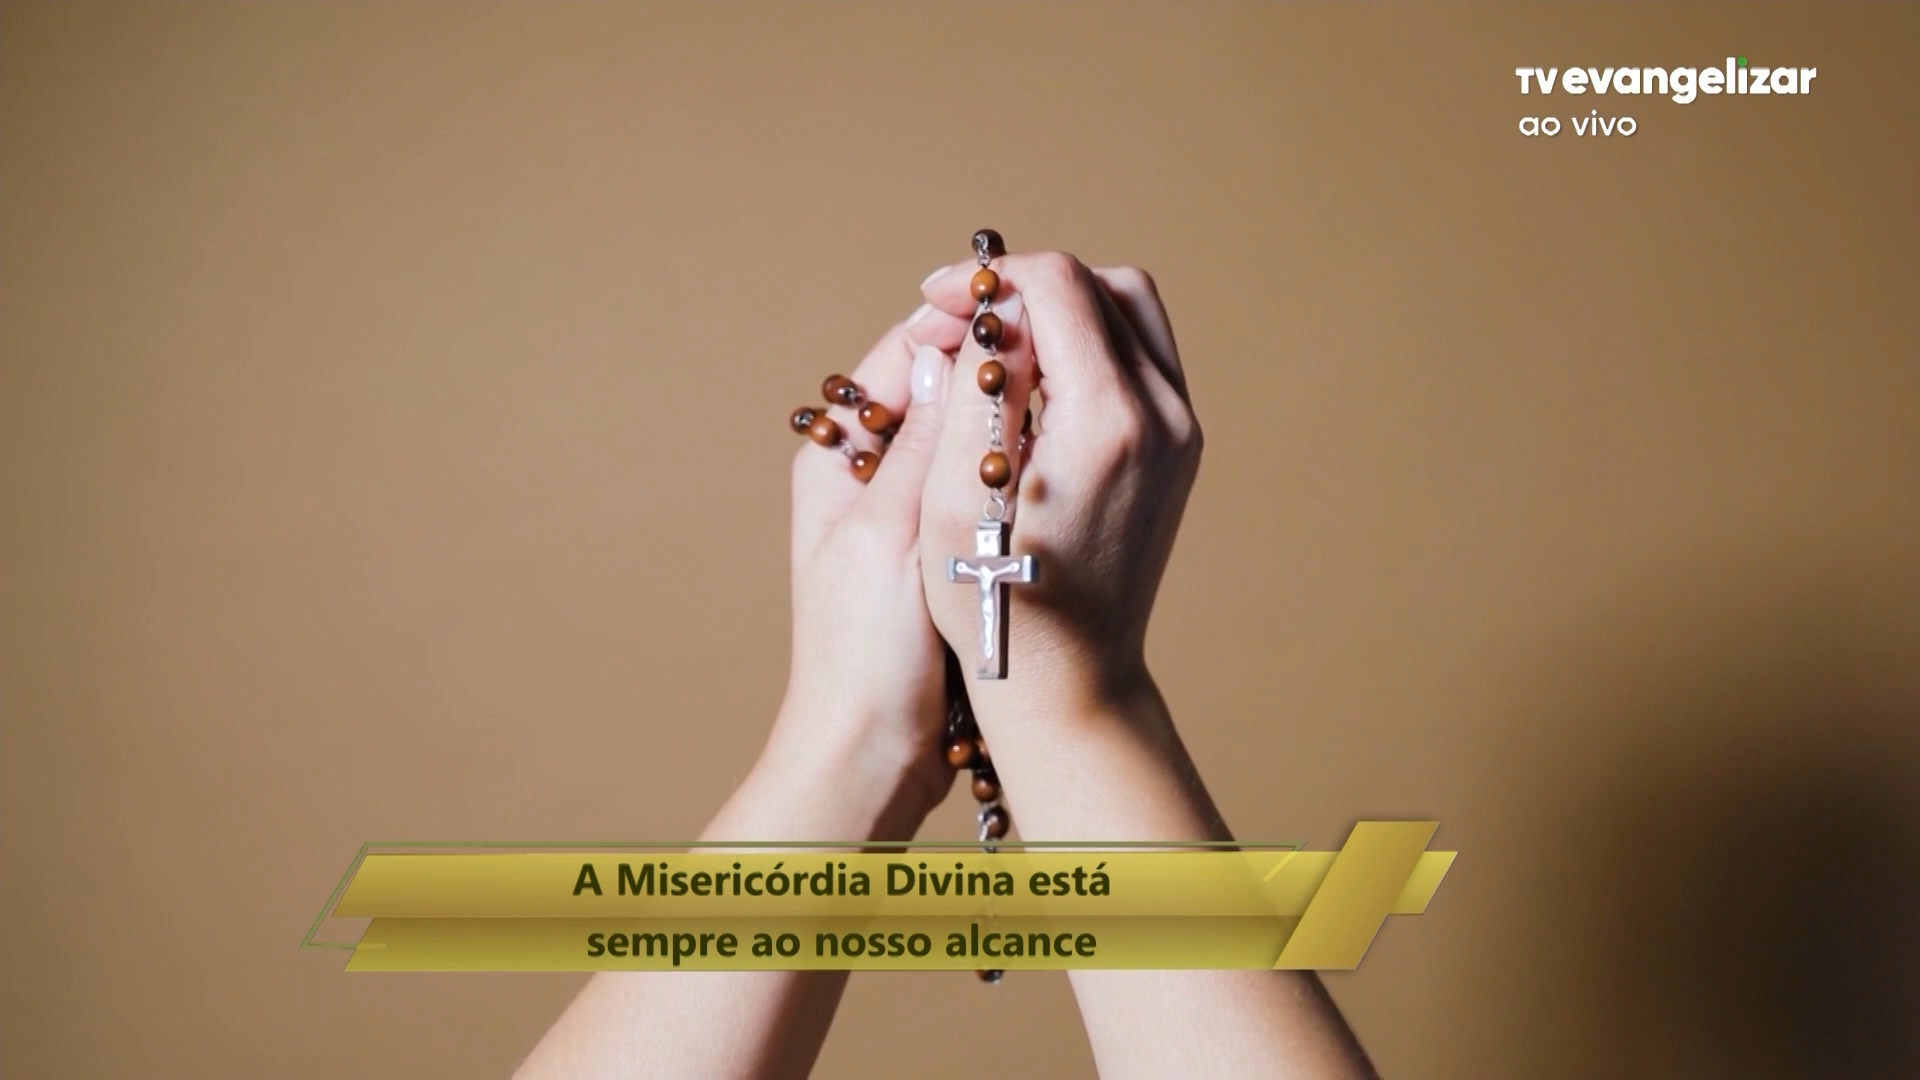 TVevangelizar
ao vivo
A Misericórdia Divina está
sempre ao nosso alcance